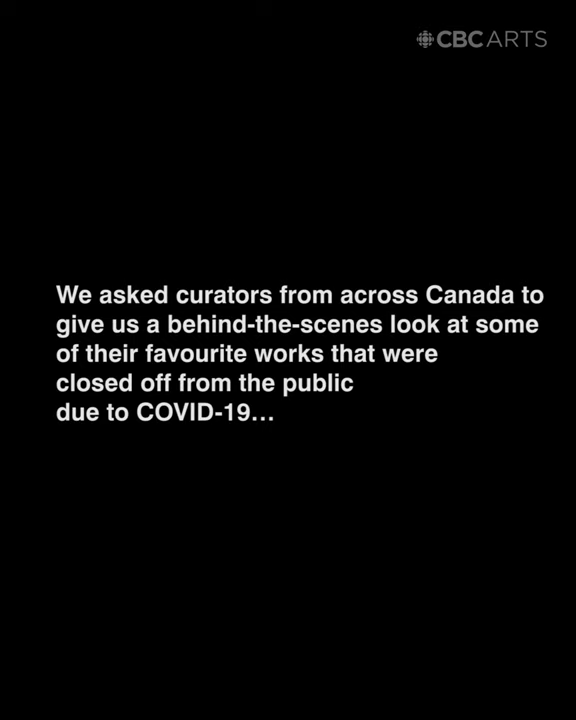 CBC ARTS
We asked curators from across Canada to
give us a behind-the-scenes look at some
of their favourite works that were
closed off from the public
due to COVID-19...